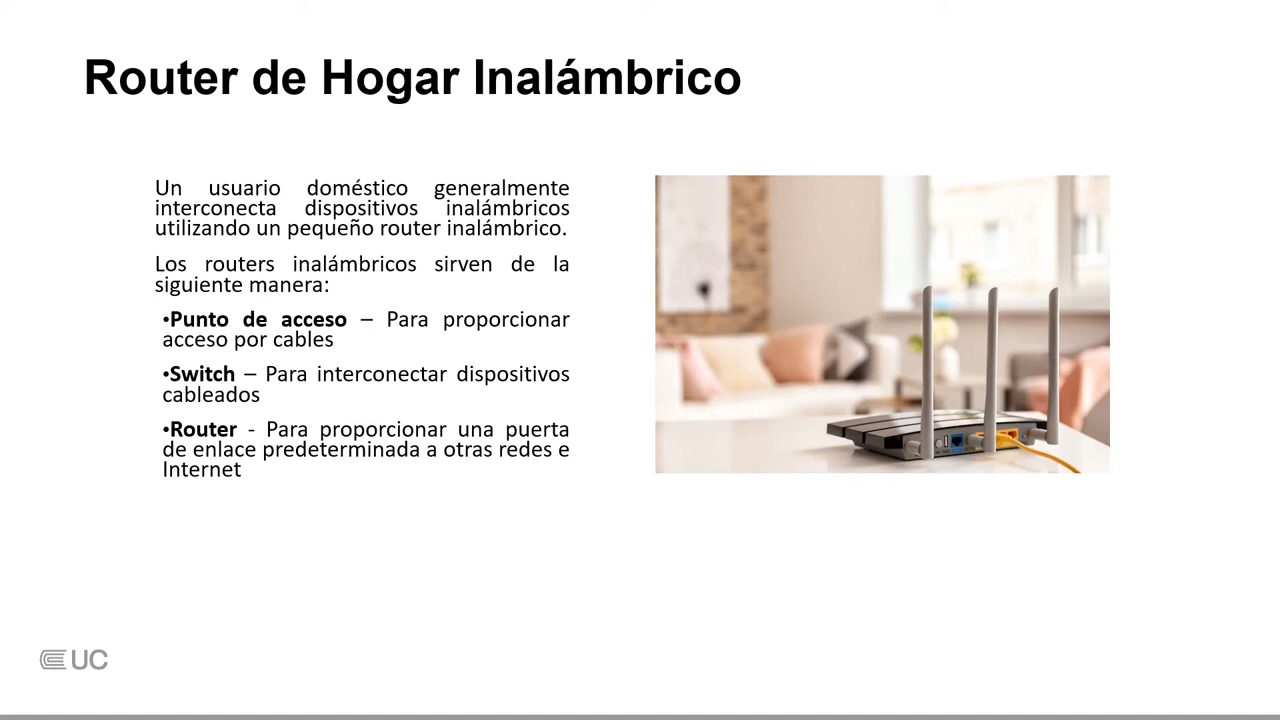 Router de Hogar Inalámbrico
Un usuario doméstico generalmente
interconecta dispositivos inalámbricos
utilizando un pequeño router inalámbrico.
Los routers inalámbricos sirven de la
siguiente manera:
•Punto de acceso – Para proporcionar
acceso por cables
•Switch – Para interconectar dispositivos
cableados
•Router - Para proporcionar una puerta
de enlace predeterminada a otras redes e
Internet
UC